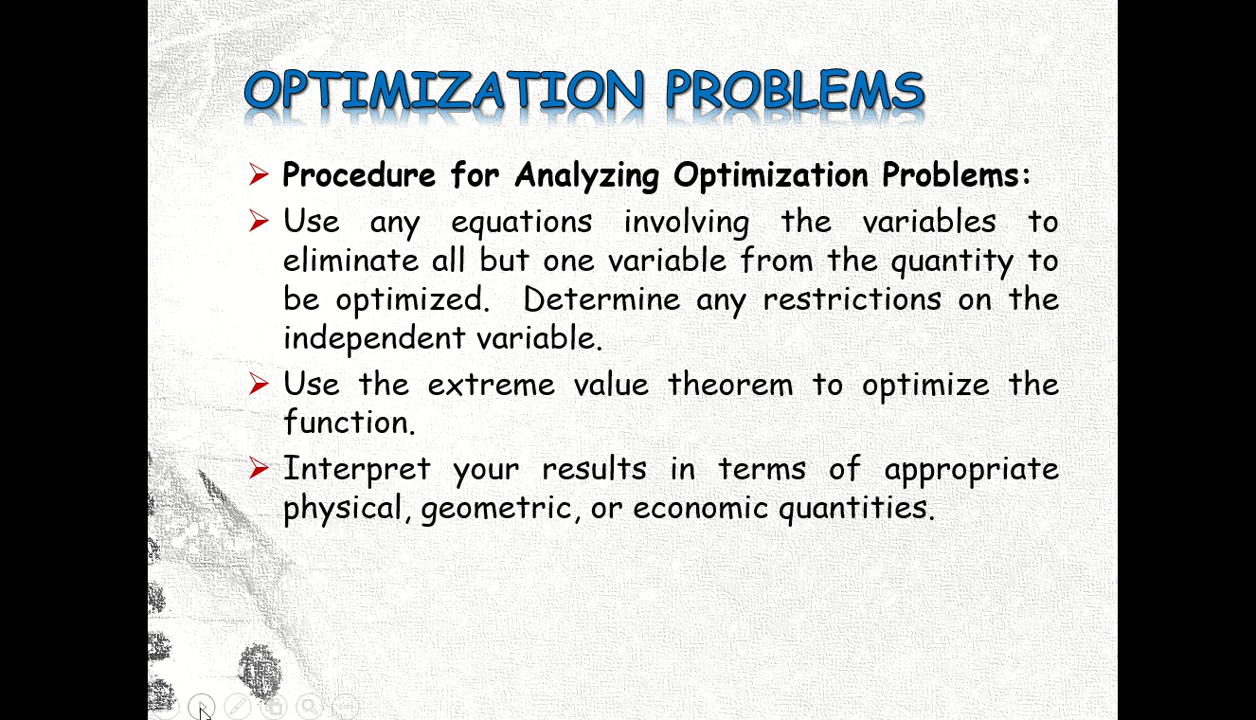 OPTIMIZATION PROBLEMS
Procedure for Analyzing Optimization Problems:
Use any equations involving the variables to
eliminate all but one variable from the quantity to
be optimized. Determine any restrictions on the
independent variable.
Use the extreme value theorem to optimize the
function.
Interpret your results in terms of appropriate
physical, geometric, or economic quantities.